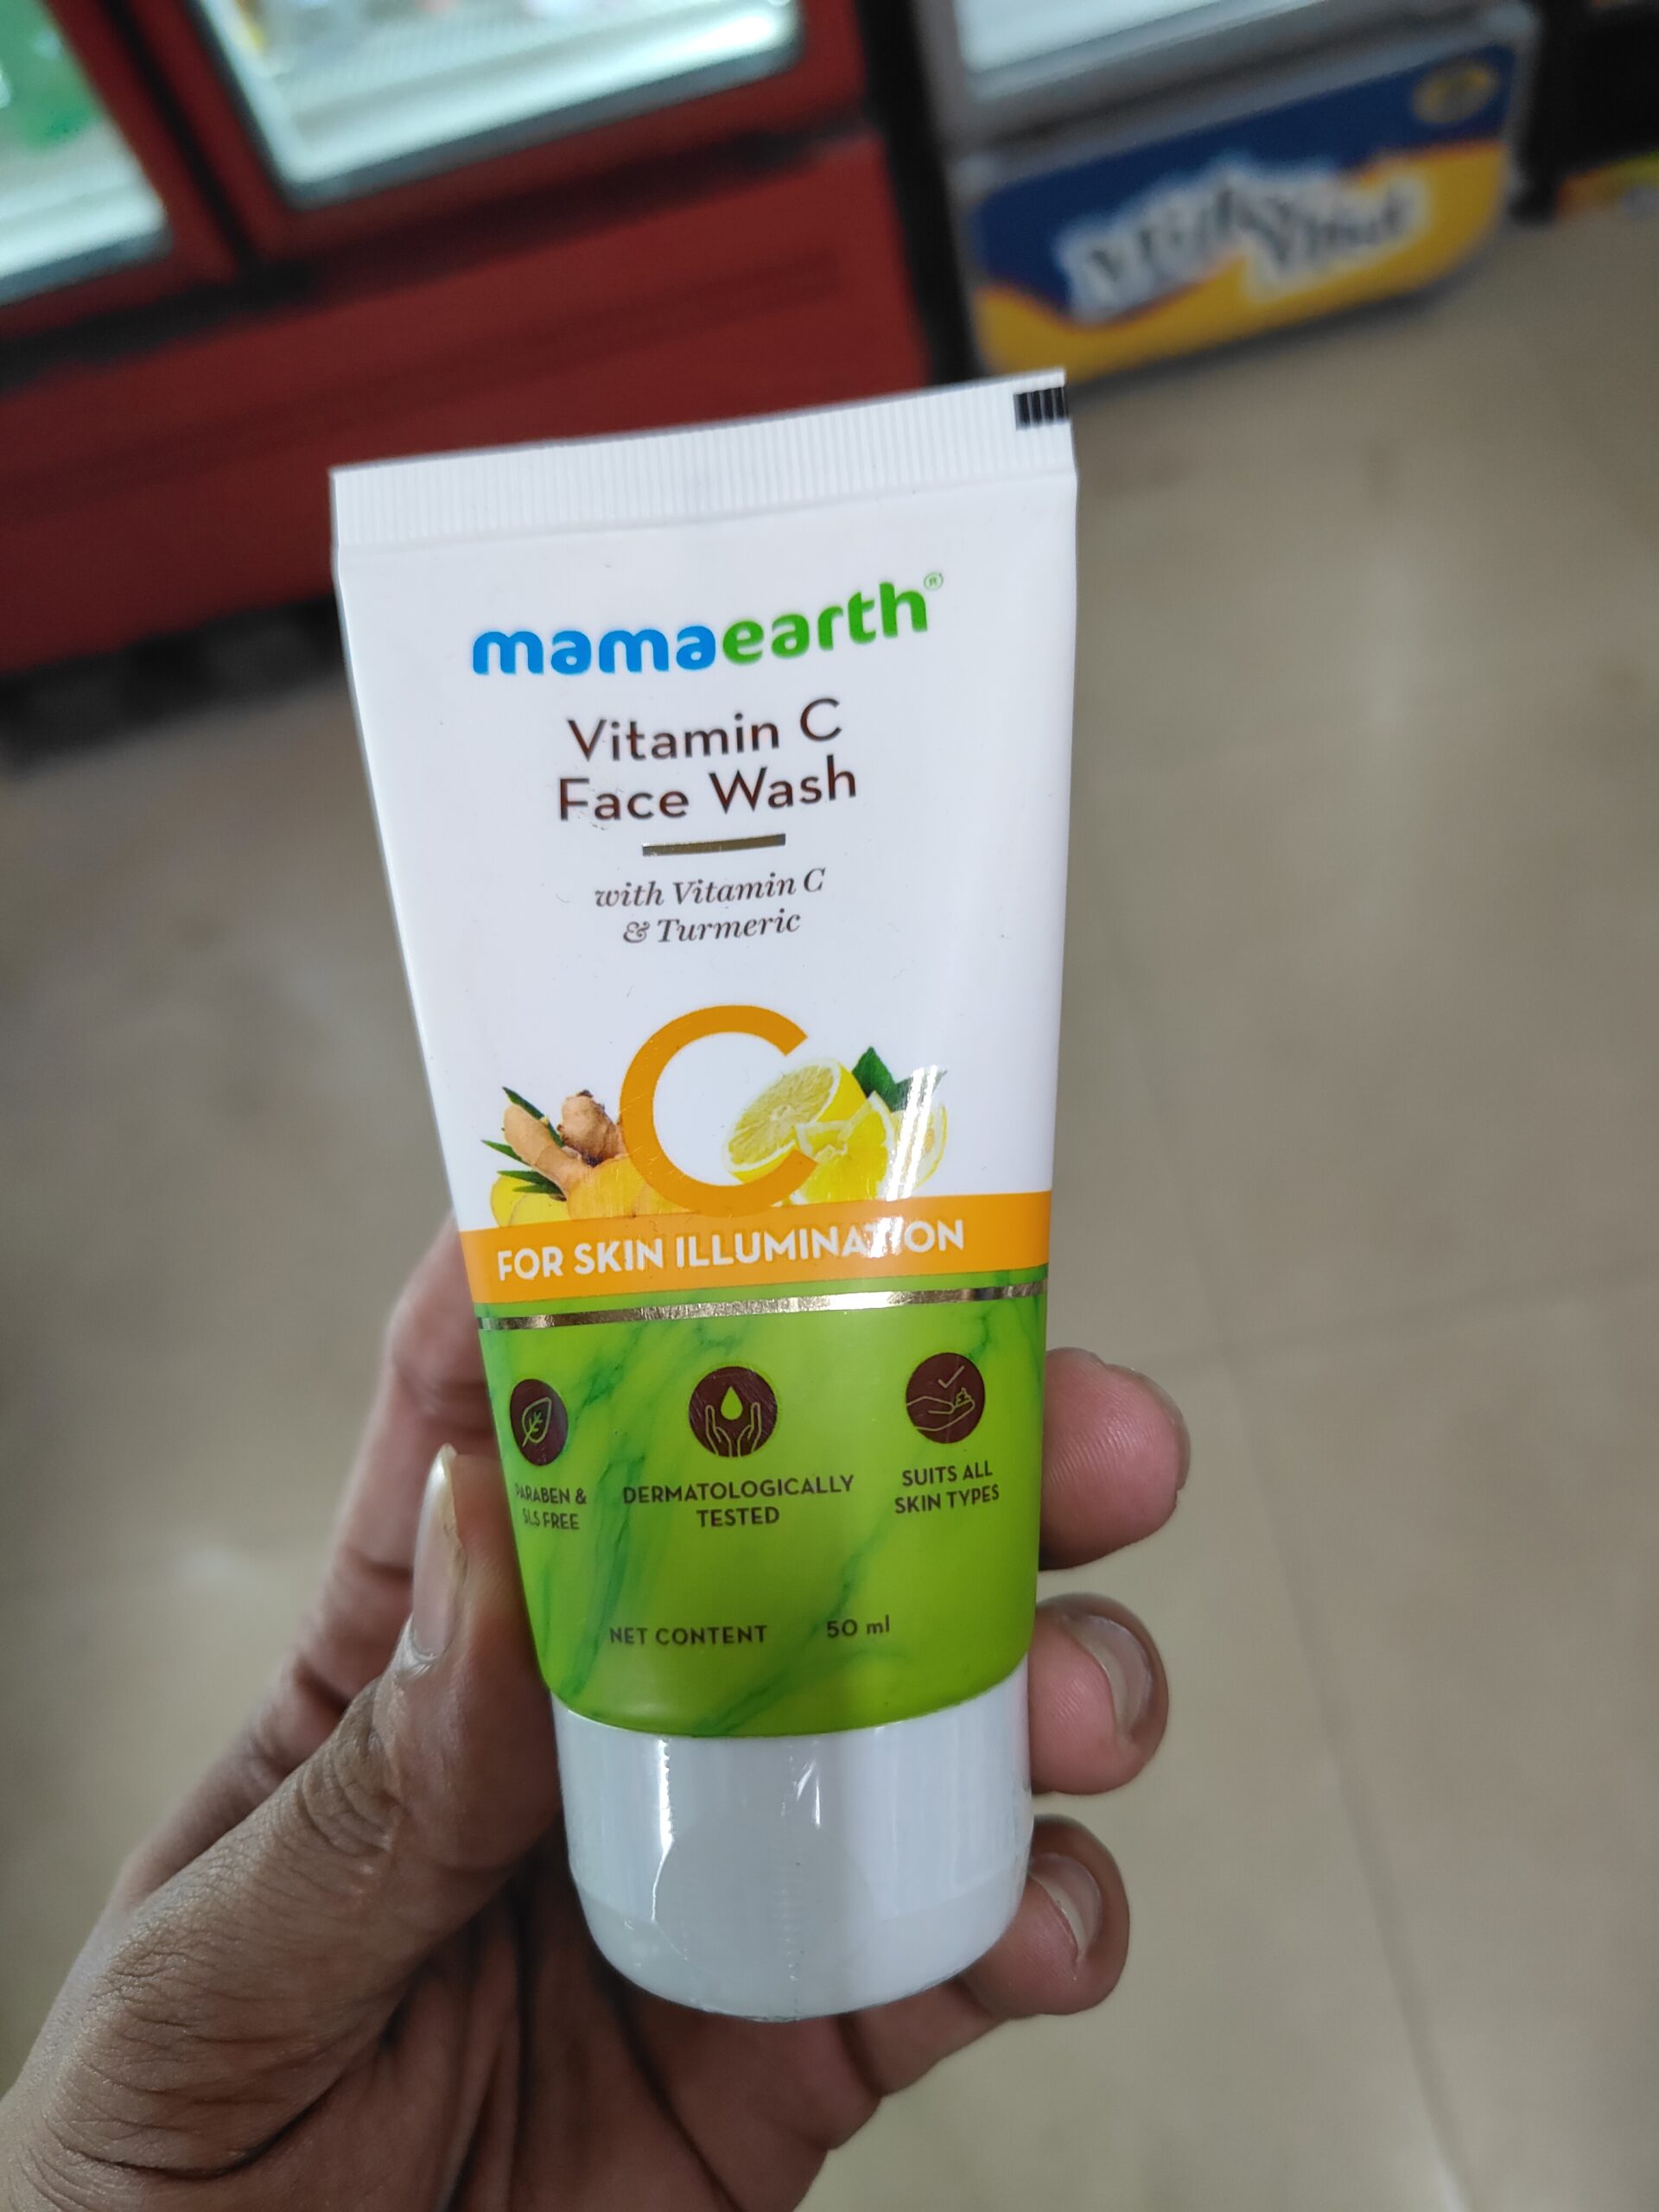 mamaearth®
Vitamin C
Face Wash
with Vitamin C
& Turmeric
C
FOR SKIN ILLUMINATION
PARABEN &
SLS FREE
DERMATOLOGICALLY
TESTED
SUITS ALL
SKIN TYPES
NET CONTENT 50 ml